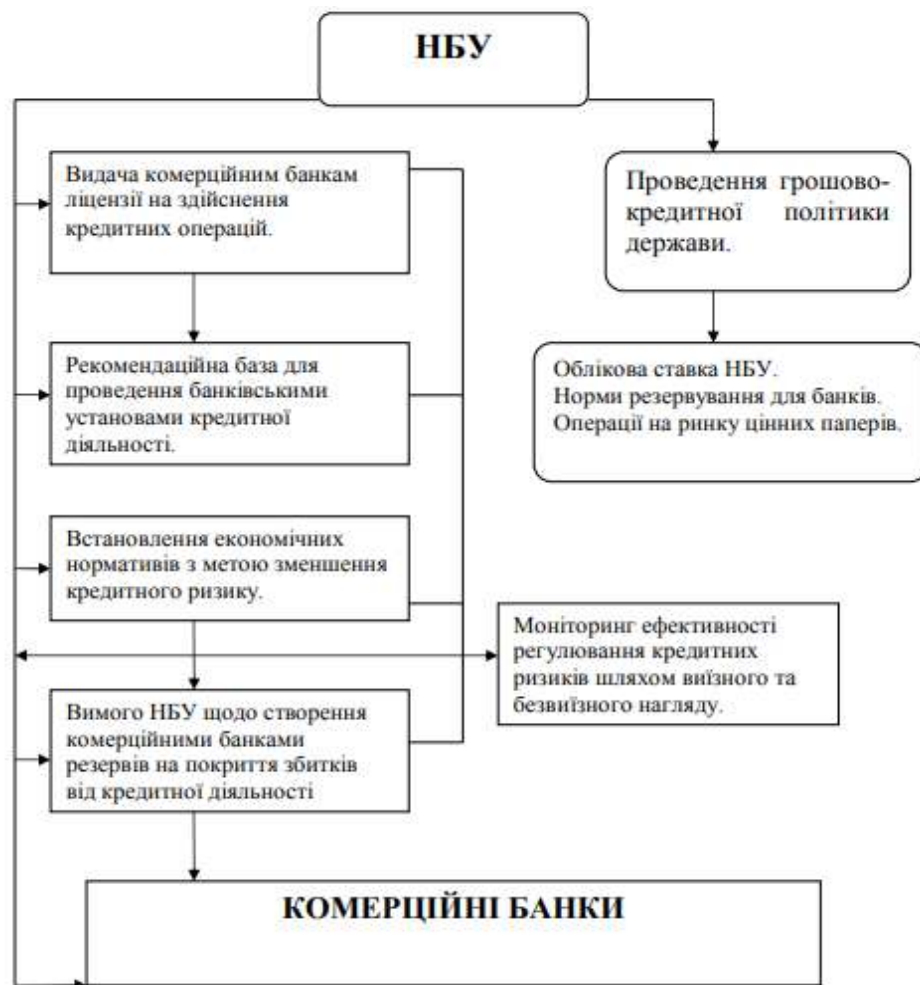 НБУ
Видача комерційним банкам
ліцензії на здійснення
кредитних операцій.
Проведення грошово-
кредитної політики
держави.
Рекомендаційна база для
проведення банківськими
установами кредитної
діяльності.
Облікова ставка НБУ.
Норми резервування для банків.
Операції на ринку цінних паперів.
Встановлення економічних
нормативів з метою зменшення
кредитного ризику.
Моніторинг ефективності
регулювання кредитних
ризиків шляхом виїзного та
безвиїзного нагляду.
Вимого НБУ щодо створення
комерційними банками
резервів на покриття збитків
від кредитної діяльності
КОМЕРЦІЙНІ БАНКИ